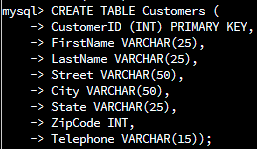 mysql> CREATE TABLE Customers (
-> CustomerID (INT) PRIMARY KEY,
-> FirstName VARCHAR(25),
-> LastName VARCHAR(25),
-> Street VARCHAR(50),
-> City VARCHAR(50),
-> State VARCHAR(25),
-> ZipCode INT,
-> Telephone VARCHAR(15));